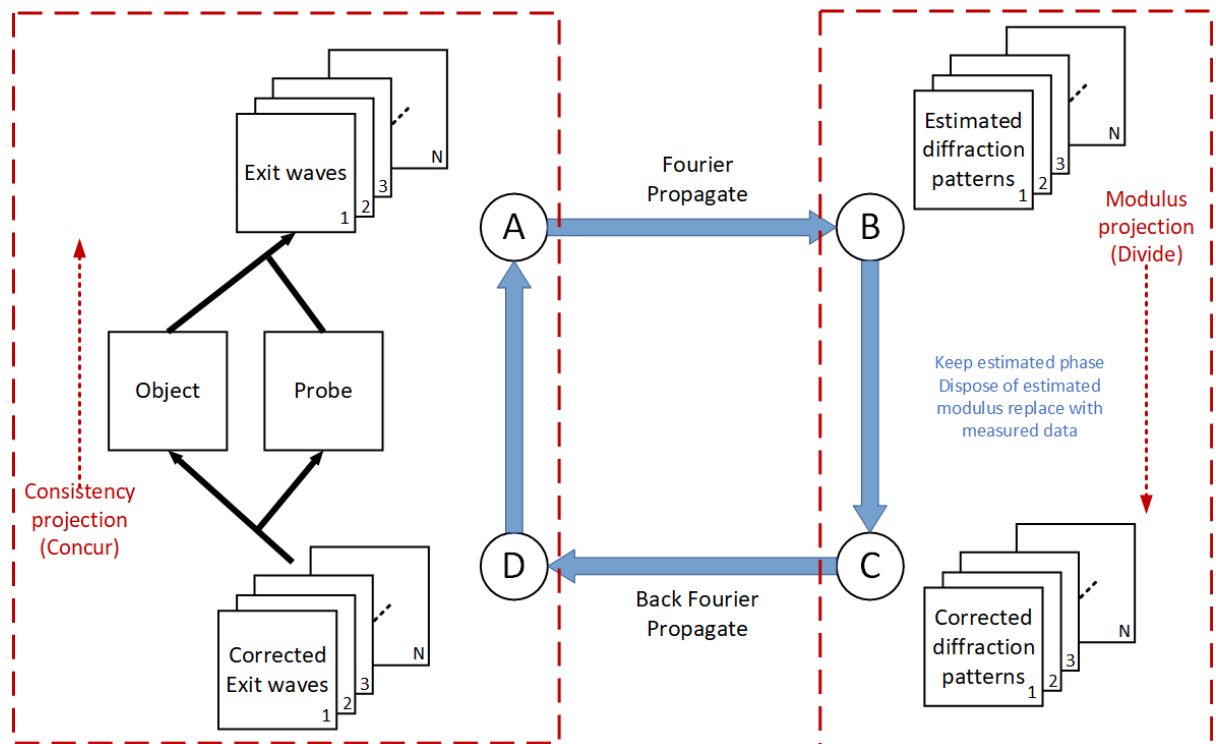 Exit waves
1
2
3
N
Object
Probe
Consistency
projection
(Concur)
Corrected
Exit waves
1
2
3
N
A
Fourier
Propagate
B
D
Back Fourier
Propagate
C
Estimated
diffraction
patterns
1
2
3
N
Modulus
projection
(Divide)
Keep estimated phase
Dispose of estimated
modulus replace with
measured data
Corrected
diffraction
patterns
1
2
3
N